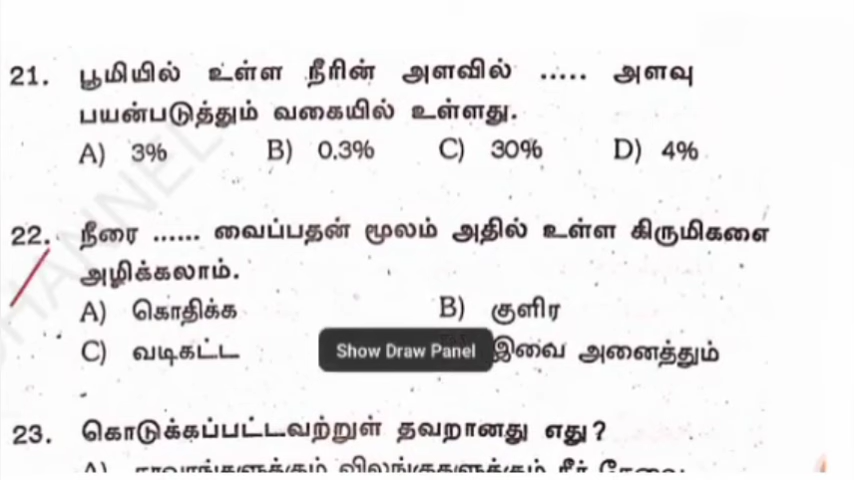 21. பூமியில் உள்ள நீரின் அளவில் ..... அளவு
பயன்படுத்தும் வகையில் உள்ளது.
A) 3% B) 0.3% C) 30% D) 4%
22. நீரை ...... வைப்பதன் மூலம் அதில் உள்ள கிருமிகளை
அழிக்கலாம்.
A) கொதிக்க B) குளிர
C) வடிகட்ட இவை அனைத்தும்
Show Draw Panel
23. கொடுக்கப்பட்டவற்றுள் தவறானது எது?